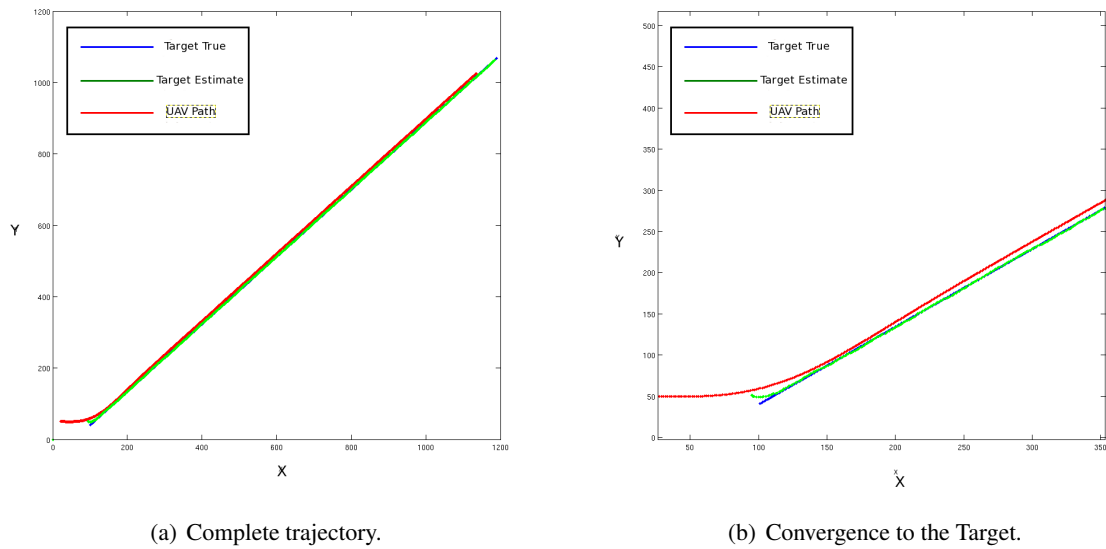 1200
1000
800
600
400
200
0
0
200
400
600
800
1000
1200
Target True
Target Estimate
UAV Path
Y
X
(a) Complete trajectory.
500
450
400
350
300
250
200
150
100
50
0
50
100
150
200
250
300
350
Target True
Target Estimate
UAV Path
Y
x
X
(b) Convergence to the Target.